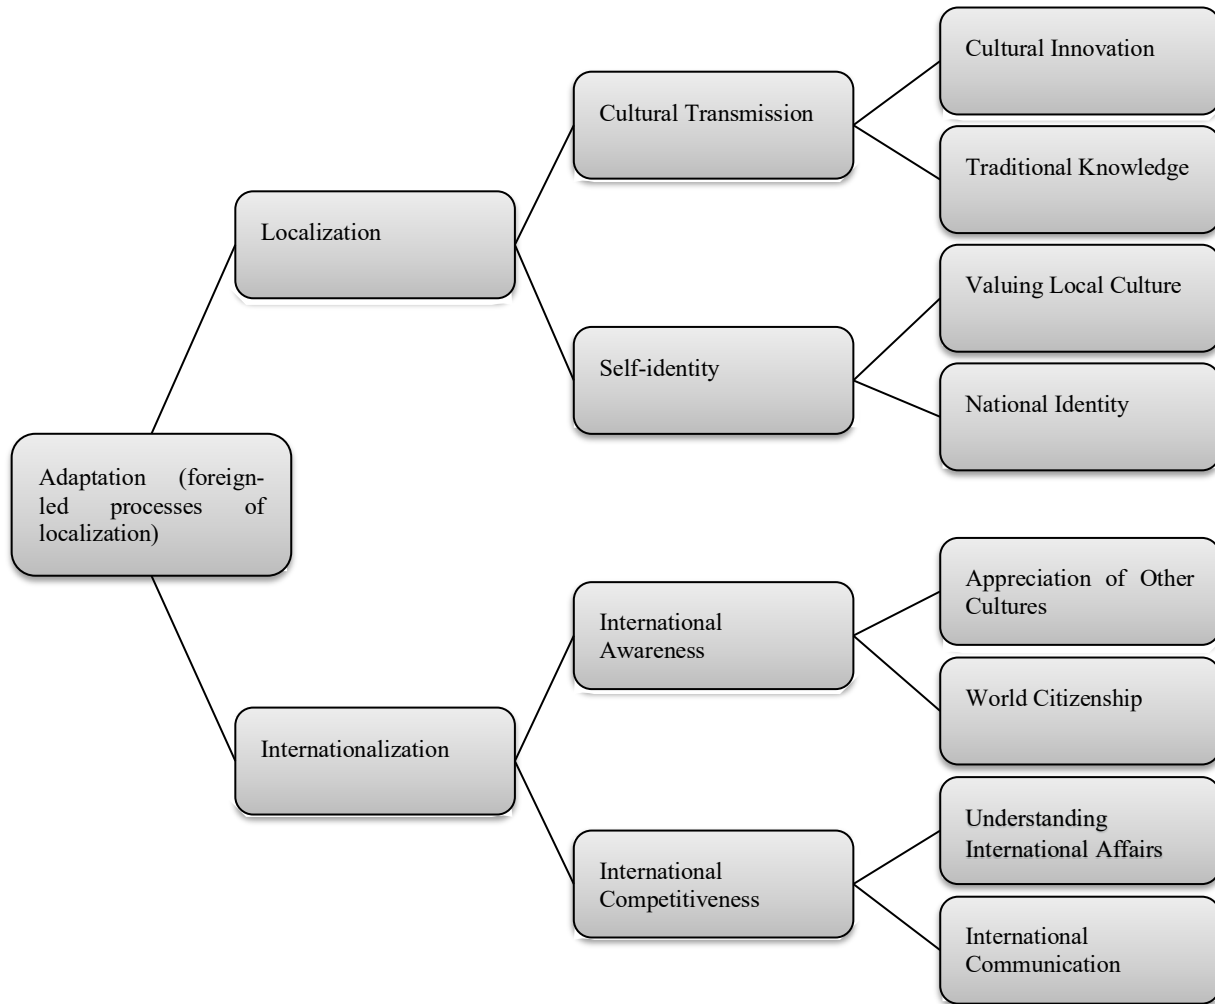 Cultural Innovation
Cultural Transmission
Traditional Knowledge
Localization
Valuing Local Culture
Self-identity
National Identity
Adaptation (foreign-
led processes of
localization)
Appreciation of Other
Cultures
International
Awareness
World Citizenship
Internationalization
Understanding
International Affairs
International
Competitiveness
International
Communication